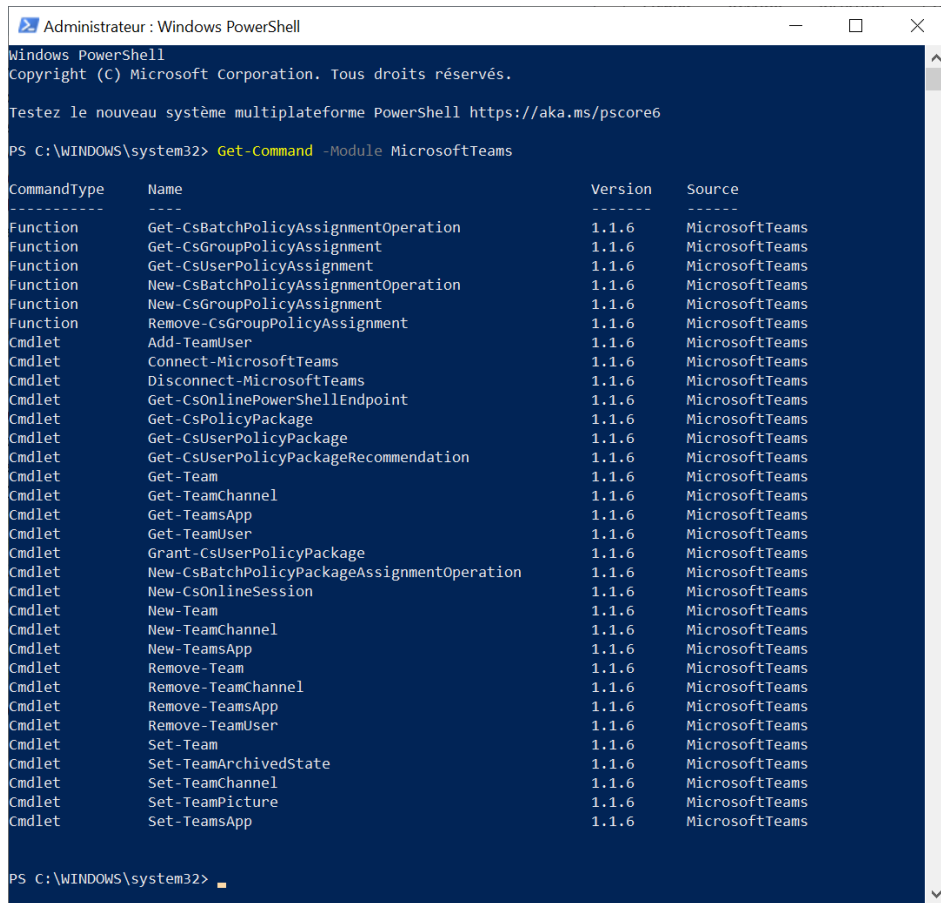 Administrateur : Windows PowerShell
Windows PowerShell
Copyright (C) Microsoft Corporation. Tous droits réservés.
Testez le nouveau système multiplateforme PowerShell https://aka.ms/pscore6
PS C:\WINDOWS\system32> Get-Command -Module MicrosoftTeams
CommandType Name Version Source
----------- ---- ------- ------
Function Get-CsBatchPolicyAssignmentOperation 1.1.6 MicrosoftTeams
Function Get-CsGroupPolicyAssignment 1.1.6 MicrosoftTeams
Function Get-CsUserPolicyAssignment 1.1.6 MicrosoftTeams
Function New-CsBatchPolicyAssignmentOperation 1.1.6 MicrosoftTeams
Function New-CsGroupPolicyAssignment 1.1.6 MicrosoftTeams
Function Remove-CsGroupPolicyAssignment 1.1.6 MicrosoftTeams
Cmdlet Add-TeamUser 1.1.6 MicrosoftTeams
Cmdlet Connect-MicrosoftTeams 1.1.6 MicrosoftTeams
Cmdlet Disconnect-MicrosoftTeams 1.1.6 MicrosoftTeams
Cmdlet Get-CsOnlinePowerShellEndpoint 1.1.6 MicrosoftTeams
Cmdlet Get-CsPolicyPackage 1.1.6 MicrosoftTeams
Cmdlet Get-CsUserPolicyPackage 1.1.6 MicrosoftTeams
Cmdlet Get-CsUserPolicyPackageRecommendation 1.1.6 MicrosoftTeams
Cmdlet Get-Team 1.1.6 MicrosoftTeams
Cmdlet Get-TeamChannel 1.1.6 MicrosoftTeams
Cmdlet Get-TeamsApp 1.1.6 MicrosoftTeams
Cmdlet Get-TeamUser 1.1.6 MicrosoftTeams
Cmdlet Grant-CsUserPolicyPackage 1.1.6 MicrosoftTeams
Cmdlet New-CsBatchPolicyPackageAssignmentOperation 1.1.6 MicrosoftTeams
Cmdlet New-CsOnlineSession 1.1.6 MicrosoftTeams
Cmdlet New-Team 1.1.6 MicrosoftTeams
Cmdlet New-TeamChannel 1.1.6 MicrosoftTeams
Cmdlet New-TeamsApp 1.1.6 MicrosoftTeams
Cmdlet Remove-Team 1.1.6 MicrosoftTeams
Cmdlet Remove-TeamChannel 1.1.6 MicrosoftTeams
Cmdlet Remove-TeamsApp 1.1.6 MicrosoftTeams
Cmdlet Remove-TeamUser 1.1.6 MicrosoftTeams
Cmdlet Set-Team 1.1.6 MicrosoftTeams
Cmdlet Set-TeamArchivedState 1.1.6 MicrosoftTeams
Cmdlet Set-TeamChannel 1.1.6 MicrosoftTeams
Cmdlet Set-TeamPicture 1.1.6 MicrosoftTeams
Cmdlet Set-TeamsApp 1.1.6 MicrosoftTeams
PS C:\WINDOWS\system32>